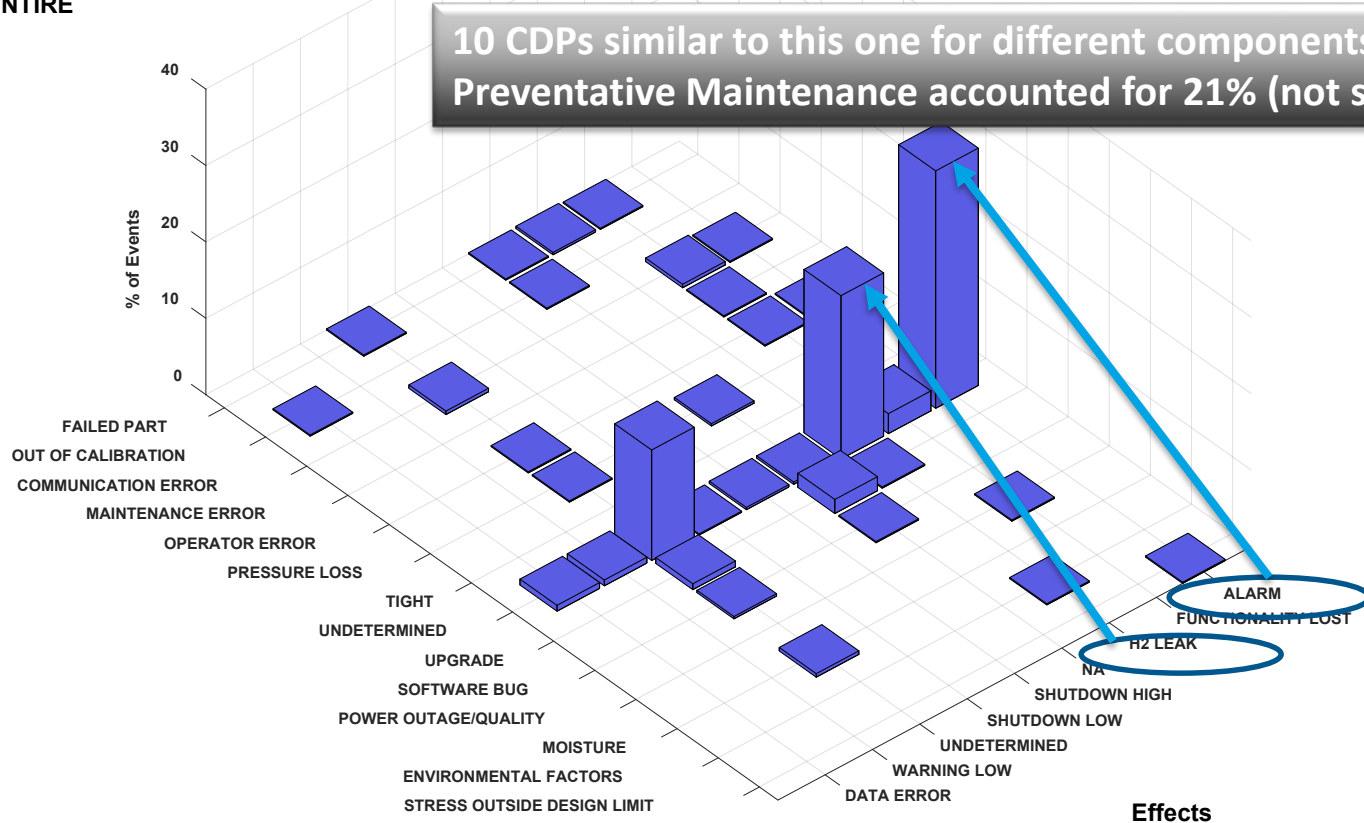 ENTIRE
10 CDPs similar to this one for different components
Preventative Maintenance accounted for 21% (not s
40
30
20
10
0
% of Events
FAILED PART
OUT OF CALIBRATION
COMMUNICATION ERROR
MAINTENANCE ERROR
OPERATOR ERROR
PRESSURE LOSS
TIGHT
UNDETERMINED
UPGRADE
SOFTWARE BUG
POWER OUTAGE/QUALITY
MOISTURE
ENVIRONMENTAL FACTORS
STRESS OUTSIDE DESIGN LIMIT
ALARM
FUNCTIONALITY LOST
H2 LEAK
NA
SHUTDOWN HIGH
SHUTDOWN LOW
UNDETERMINED
WARNING LOW
DATA ERROR
Effects